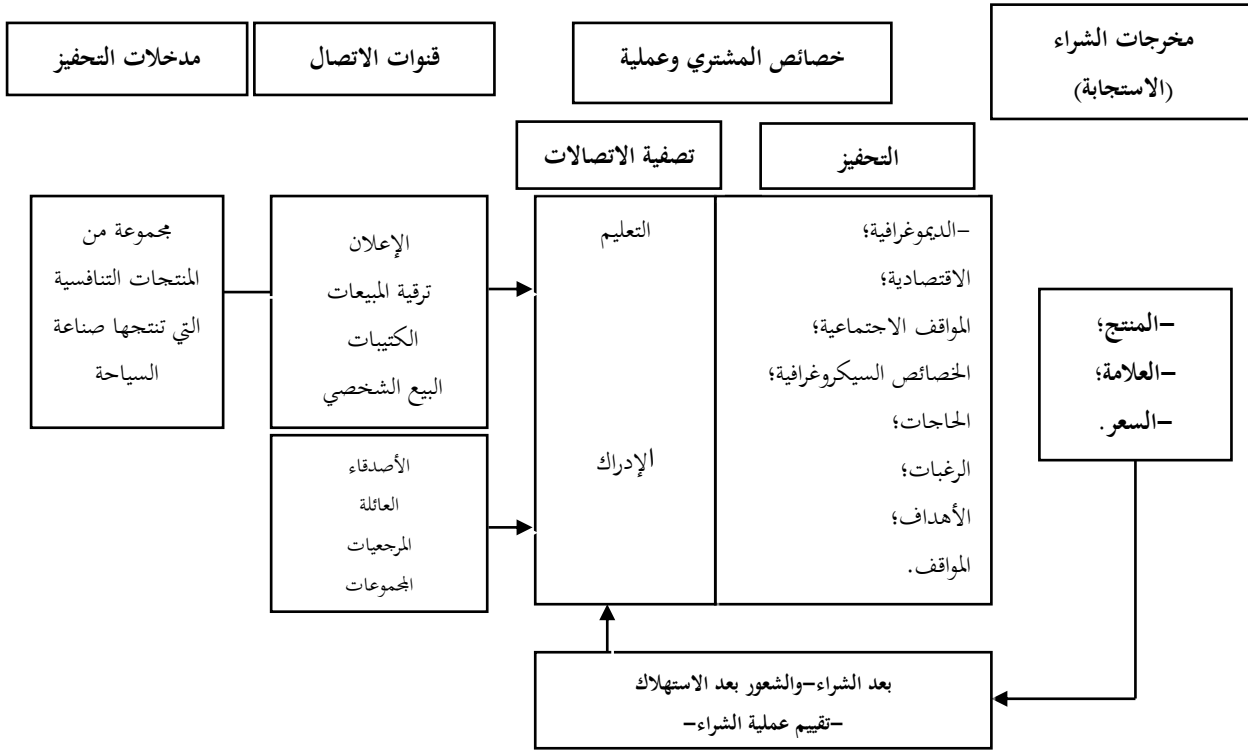 مدخلات التحفيز
قنوات الاتصال
خصائص المشتري وعملية
مخرجات الشراء
(الاستجابة)
تصفية الاتصالات
التحفيز
مجموعة من
المنتجات التنافسية
التي تنتجها صناعة
السياحة
الإعلان
ترقية المبيعات
الكتيبات
البيع الشخصي
الأصدقاء
العائلة
المرجعيات
المجموعات
التعليم
الإدراك
-الديموغرافية؛
الاقتصادية؛
المواقف الاجتماعية؛
الخصائص السيكروغرافية؛
الحاجات؛
الرغبات؛
الأهداف؛
المواقف.
-المنتج؛
-العلامة؛
-السعر.
بعد الشراء-والشعور بعد الاستهلاك
-تقييم عملية الشراء-